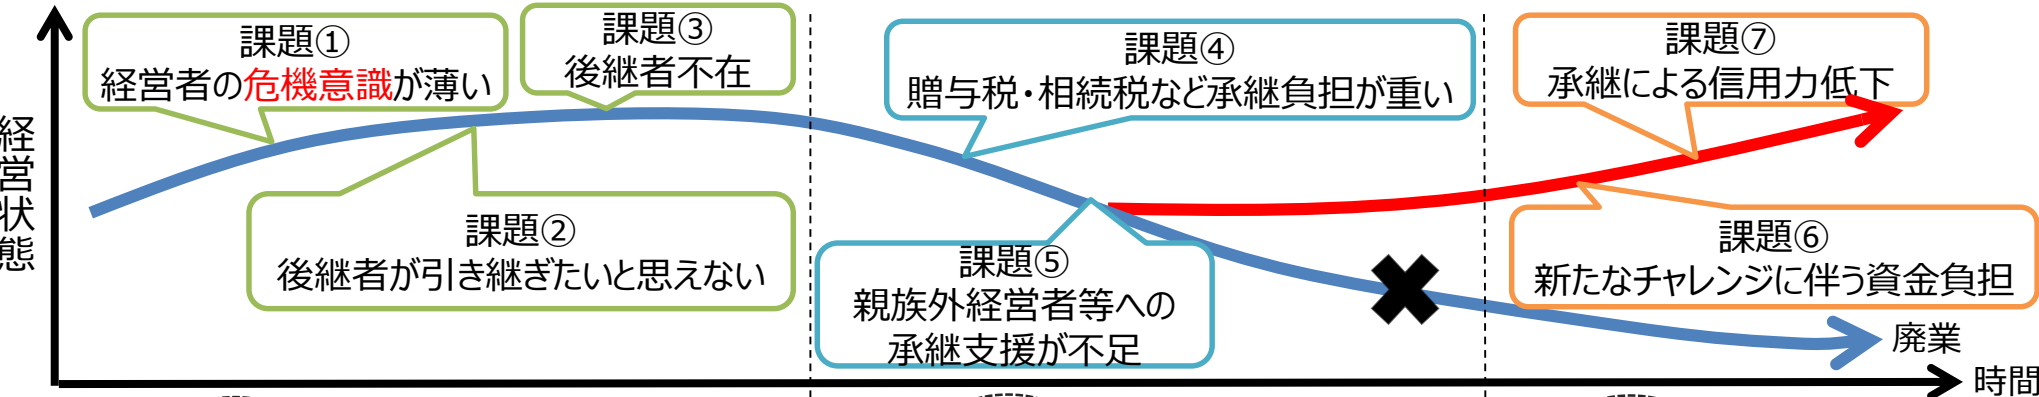 課題①
経営者の危機意識が薄い
課題③
後継者不在
課題④
贈与税・相続税など承継負担が重い
課題⑦
承継による信用力低下
経営状態
課題②
後継者が引き継ぎたいと思えない
課題⑤
親族外経営者等への
承継支援が不足
課題⑥
新たなチャレンジに伴う資金負担
廃業
時間